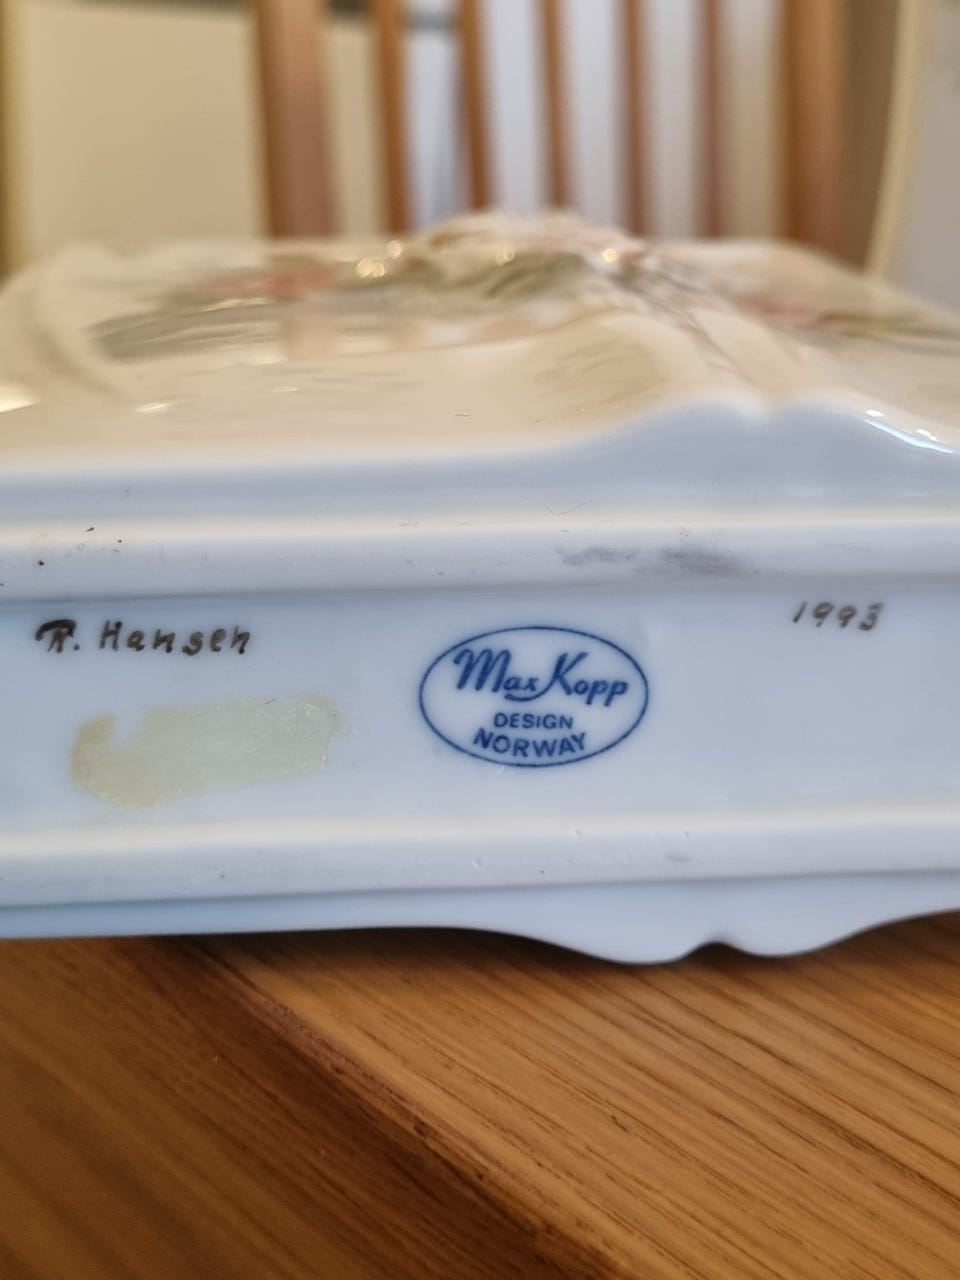 R. Hansen
Max Kopp
DESIGN
NORWAY
1993